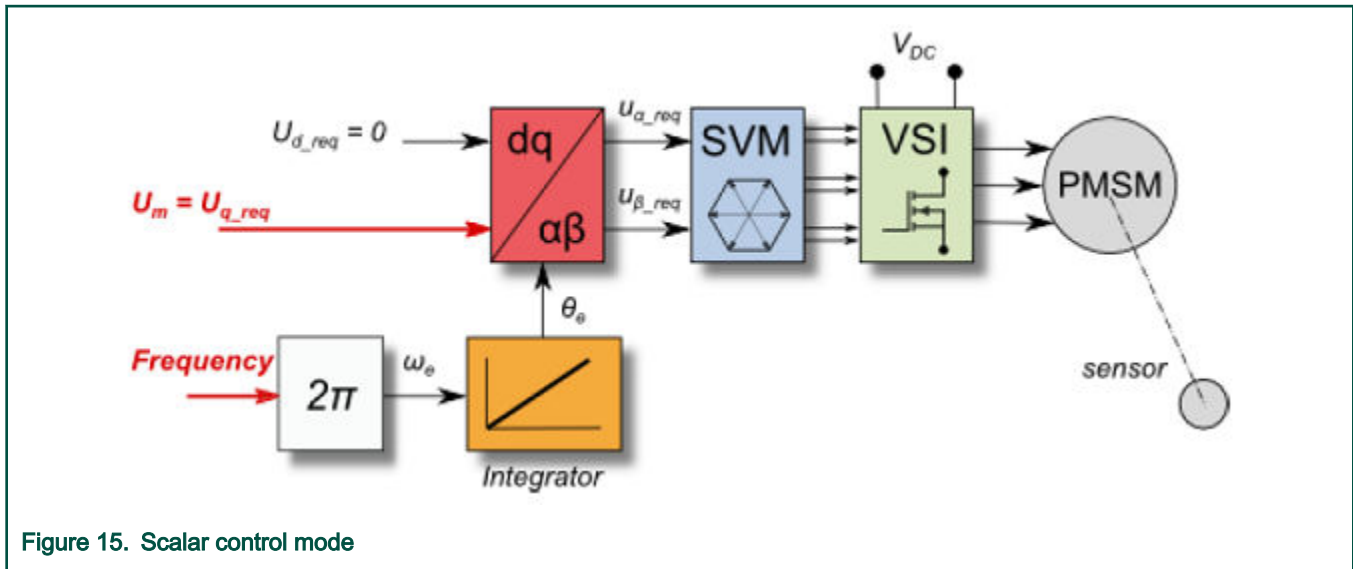 V_DC
U_d_req = 0
dq
u_α_req
SVM
VSI
PMSM
U_m = U_q_req
αβ
u_β_req
θ_e
Frequency
2π
ω_e
sensor
Integrator
Figure 15. Scalar control mode